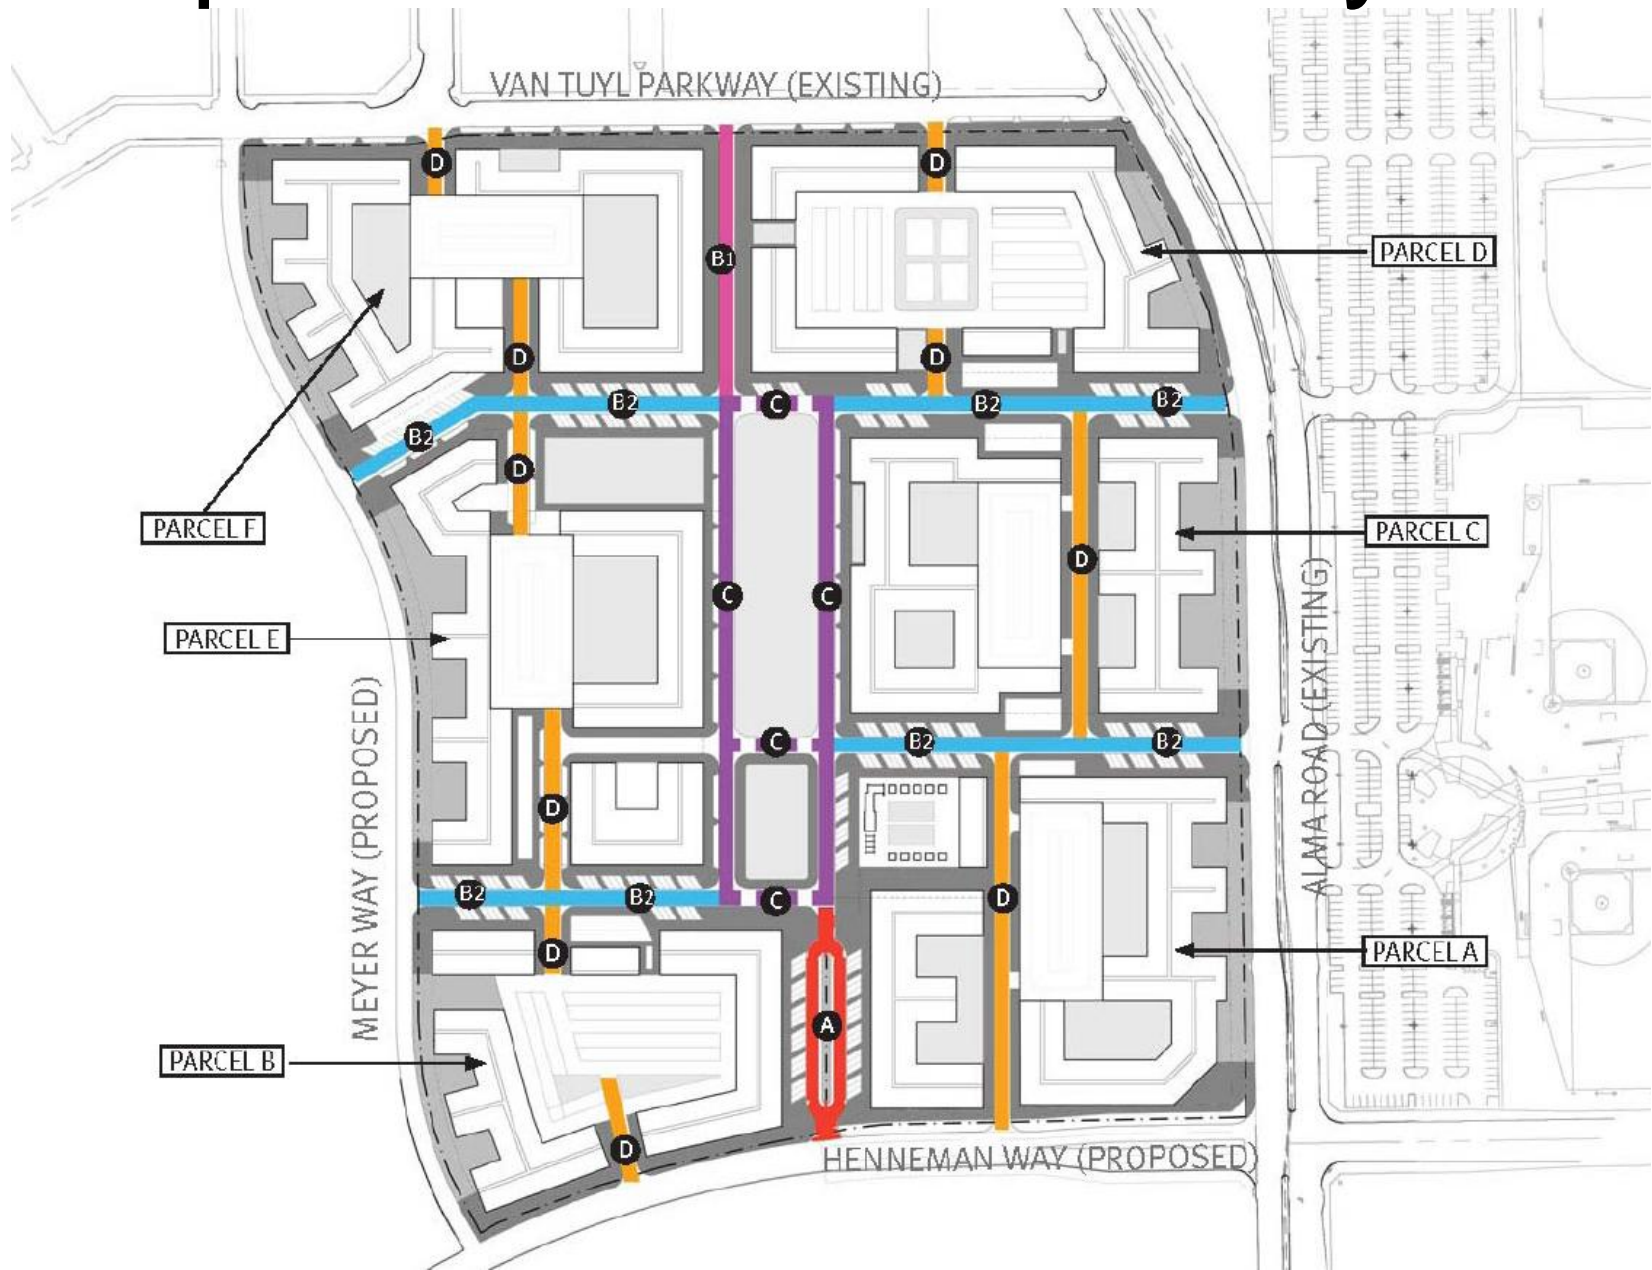 VAN TUYL PARKWAY (EXISTING)
D
D
B1
PARCEL D
D
D
B2
C
B2
B2
B2
D
PARCEL F
PARCEL C
D
C
C
PARCEL E
ALMA ROAD (EXISTING)
MEYER WAY (PROPOSED)
C
B2
B2
D
B2
B2
C
D
D
PARCEL A
A
PARCEL B
D
HENNEMAN WAY (PROPOSED)